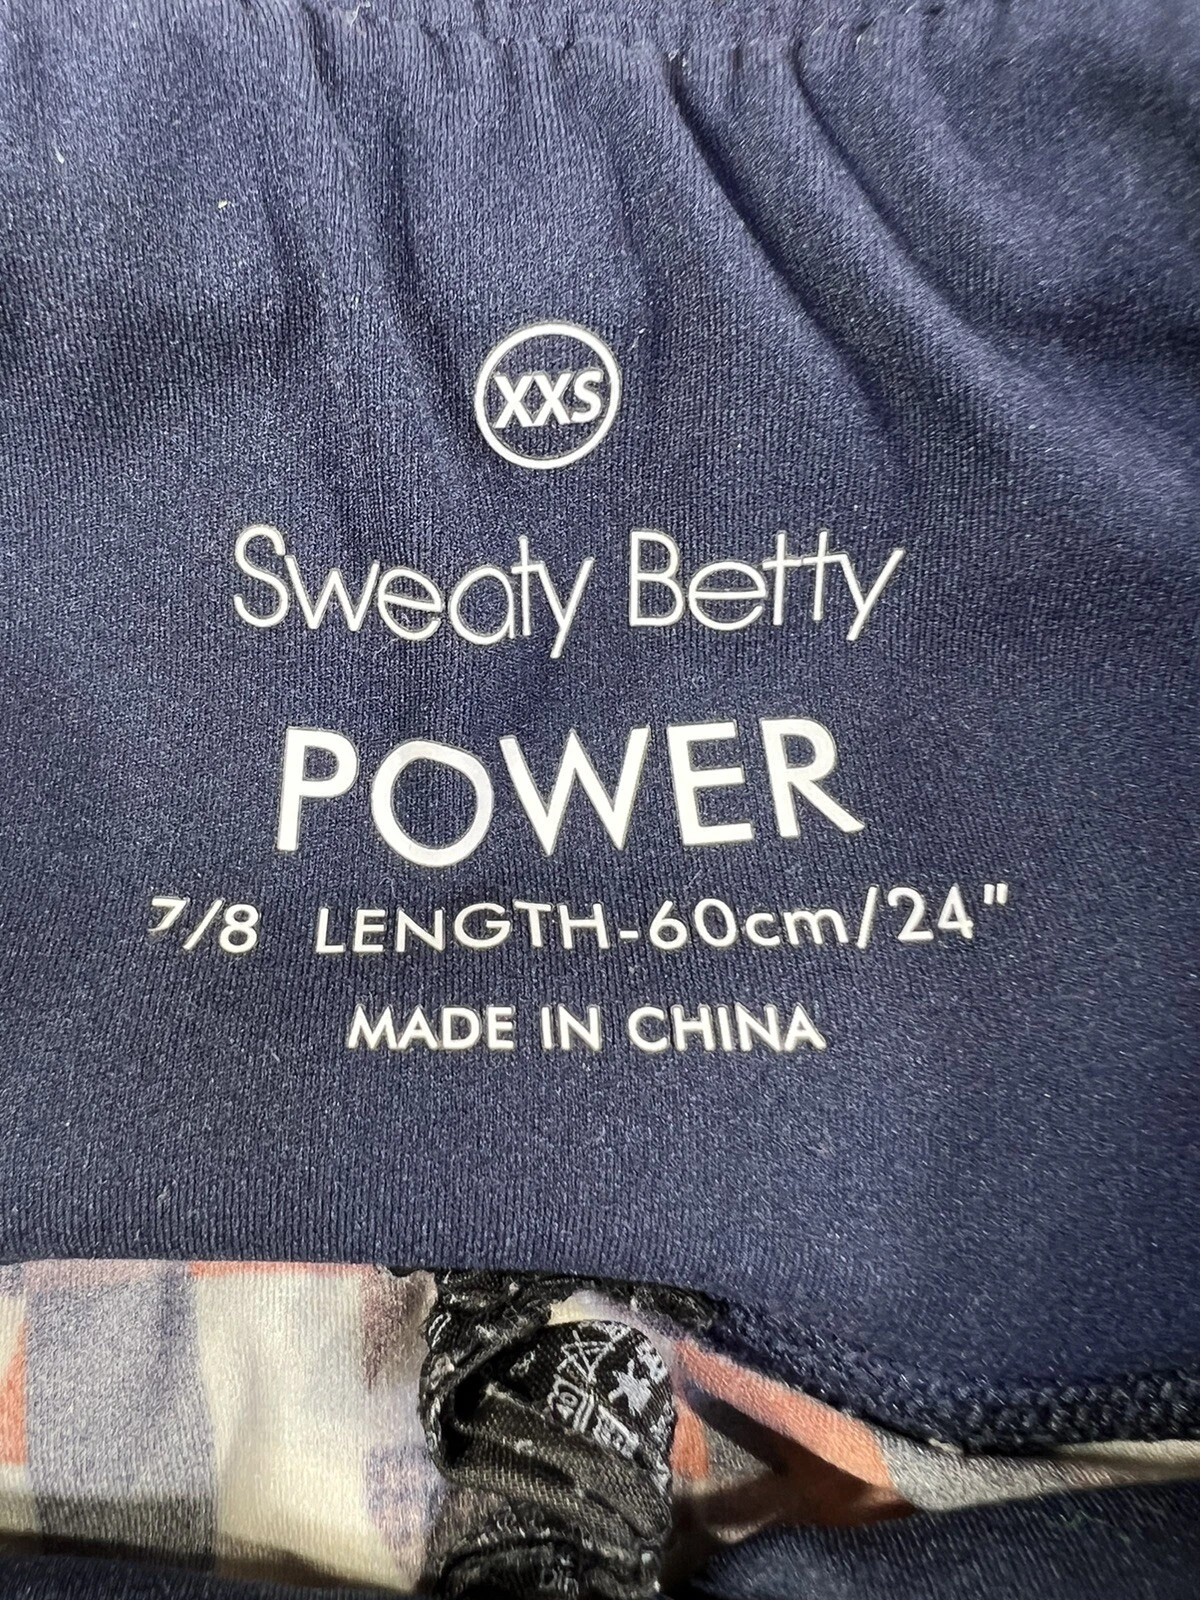 XXS
Sweaty Betty
POWER
7/8 LENGTH-60cm/24"
MADE IN CHINA